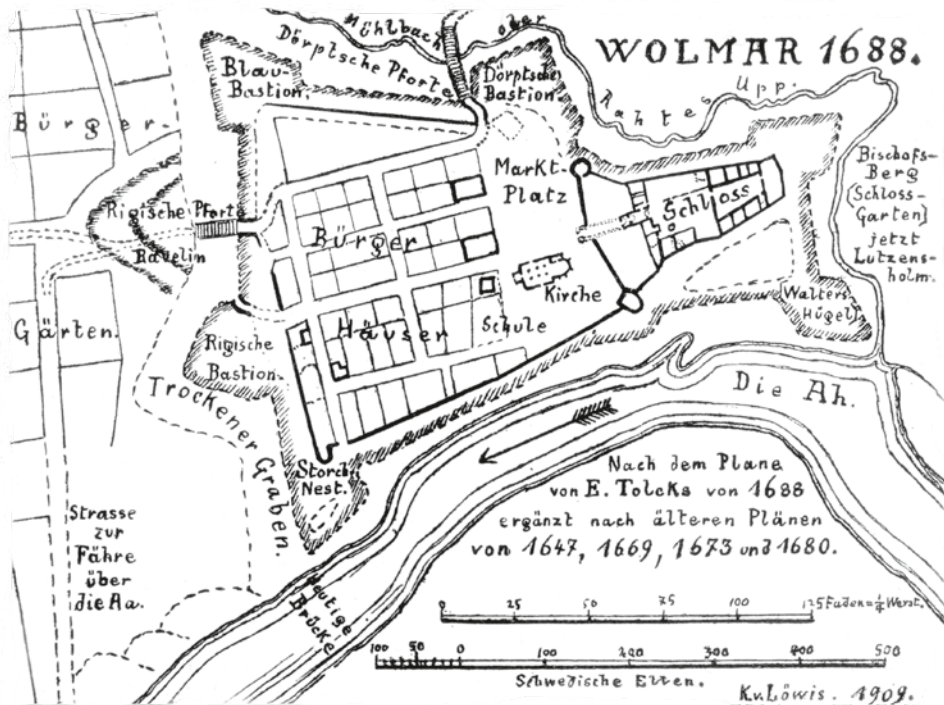 WOLMAR 1688.
Mühlbach oder
Rahtes Upp.
Dörptsche Pforte
Blau-
Bastion.
Dörptsche
Bastion.
Bürger-
Gärten.
Rigische Pforte
Ravelin
Markt-
Platz
Schloss
Bischofs-
Berg
(Schloss-
Garten)
jetzt
Lutzens-
holm.
Bürger
Häuser
Kirche
Schule
Walters-
Hügel.
Rigische
Bastion.
Trockener Graben.
Storch-
Nest.
Die Ah.
Strasse
zur
Fähre
über
die Aa.
Heutige
Brücke
Nach dem Plane
von E. Tolcks von 1688
ergänzt nach älteren Plänen
von 1647, 1669, 1673 und 1680.
0 25 50 75 100 125 Faden=¼ Werst.
100 50 0 100 200 300 400 500
Schwedische Ellen.
K.v. Löwis. 1909.